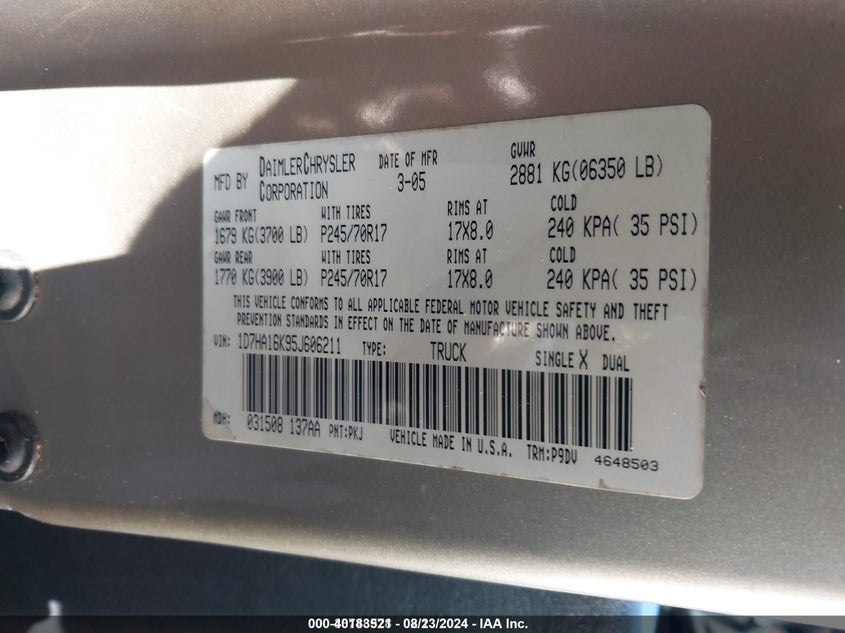 MFD BY DAIMLERCHRYSLER CORPORATION DATE OF MFR 3-05 GVWR 2881 KG(06350 LB)
GAWR FRONT WITH TIRES RIMS AT COLD
1679 KG(3700 LB) P245/70R17 17X8.0 240 KPA( 35 PSI)
GAWR REAR WITH TIRES RIMS AT COLD
1770 KG(3900 LB) P245/70R17 17X8.0 240 KPA( 35 PSI)
THIS VEHICLE CONFORMS TO ALL APPLICABLE FEDERAL MOTOR VEHICLE SAFETY AND THEFT
PREVENTION STANDARDS IN EFFECT ON THE DATE OF MANUFACTURE SHOWN ABOVE.
VIN: 1D7HA16K95J606211 TYPE: TRUCK SINGLE X DUAL
MDH: 031508 137AA PNT:PKJ VEHICLE MADE IN U.S.A. TRM:P9DV 4648503
08/23/2024 - IAA Inc.